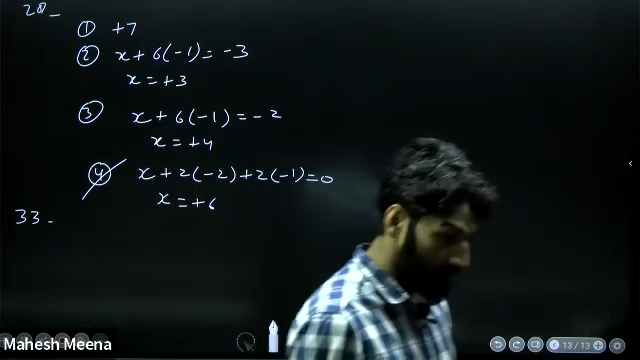 28_
① +7
② x + 6(-1) = -3
x = +3
③ x + 6(-1) = -2
x = +4
④ x + 2(-2) + 2(-1) = 0
x = +6
33-
Mahesh Meena
13 / 13